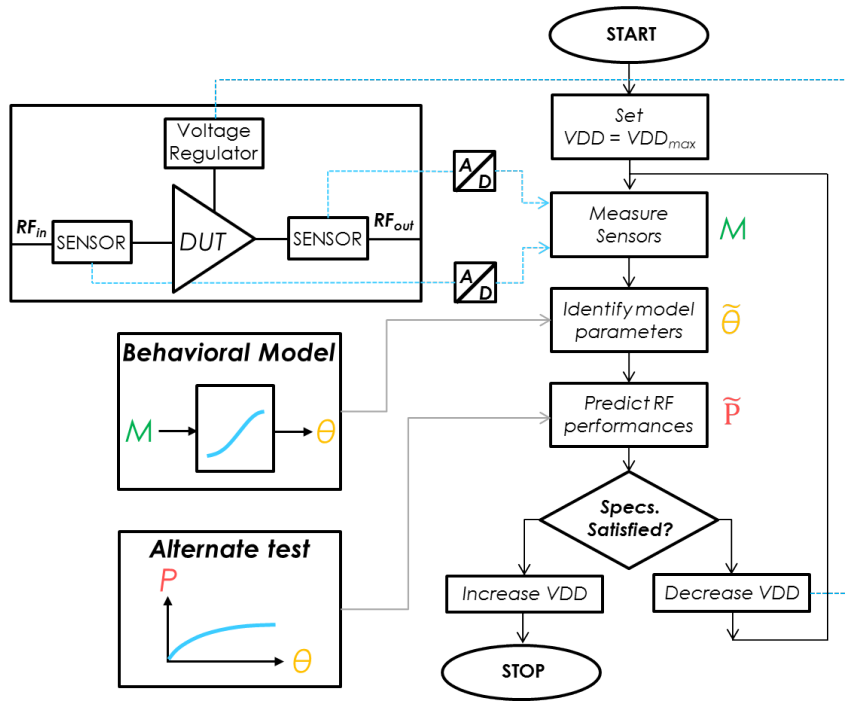 START
Set
VDD = VDDmax
Voltage
Regulator
A
D
RFin
SENSOR
DUT
SENSOR
RFout
Measure
Sensors
M
A
D
Identify model
parameters
θ̃
Behavioral Model
M
θ
Predict RF
performances
P̃
Specs.
Satisfied?
Alternate test
P
θ
Increase VDD
Decrease VDD
STOP